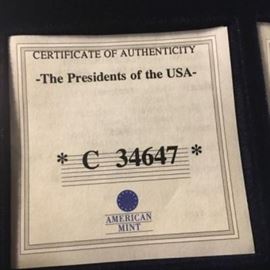 CERTIFICATE OF AUTHENTICITY
-The Presidents of the USA-
* C 34647 *
AMERICAN
MINT